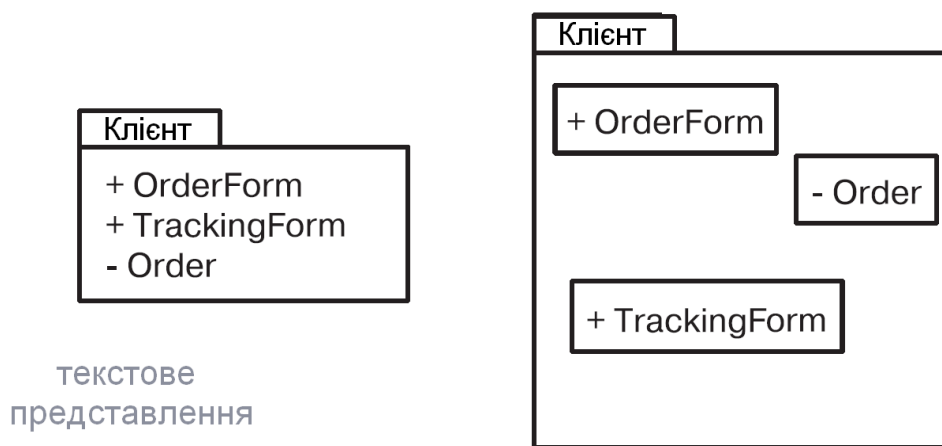 Клієнт
+ OrderForm
+ TrackingForm
- Order
текстове
представлення
Клієнт
+ OrderForm
- Order
+ TrackingForm